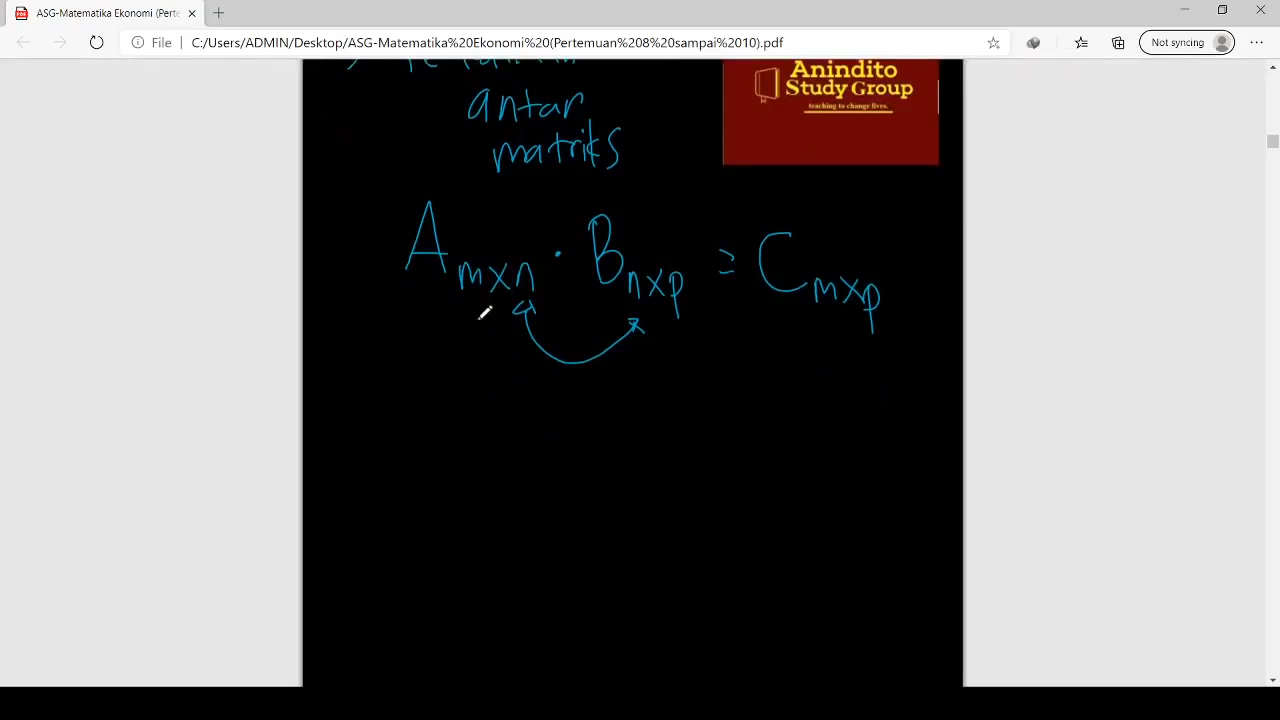 ASG-Matematika Ekonomi (Perte
File C:/Users/ADMIN/Desktop/ASG-Matematika%20Ekonomi%20(Pertemuan%208%20sampai%2010).pdf Not syncing
Anindito
Study Group
teaching to change lives.
antar
matriks
A m×n · B n×p = C m×p